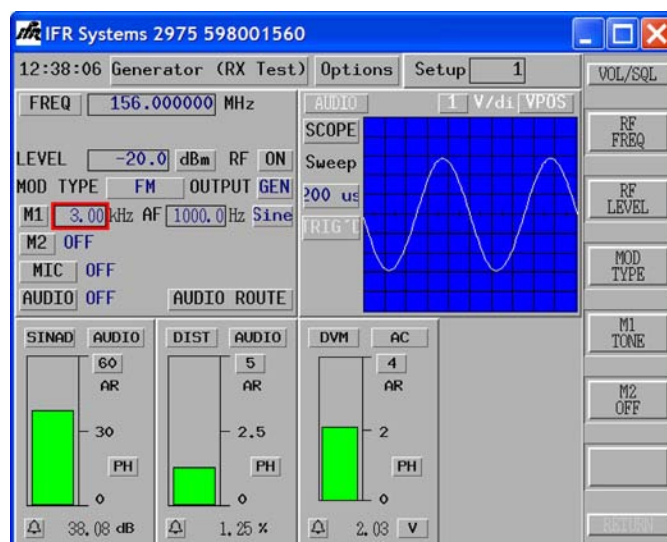 IFR IFR Systems 2975 598001560
12:38:06 Generator (RX Test) Options Setup 1
FREQ 156.000000 MHz
LEVEL -20.0 dBm RF ON
MOD TYPE FM OUTPUT GEN
M1 3.00 kHz AF 1000.0 Hz Sine
M2 OFF
MIC OFF
AUDIO OFF AUDIO ROUTE
AUDIO 1 V/di VPOS
SCOPE
Sweep
200 us
TRIG
SINAD AUDIO
60
AR
30
PH
0
38.08 dB
DIST AUDIO
5
AR
2.5
PH
0
1.25 %
DVM AC
4
AR
2
PH
0
2.03 V
VOL/SQL
RF
FREQ
RF
LEVEL
MOD
TYPE
M1
TONE
M2
OFF
RETURN